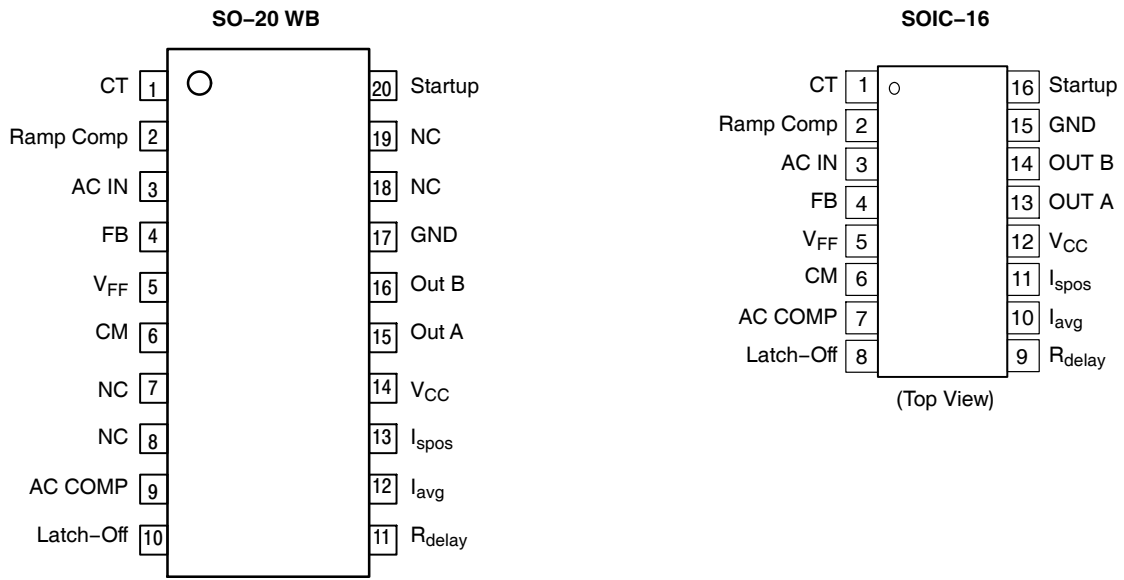 SO−20 WB
CT 1
Ramp Comp 2
AC IN 3
FB 4
VFF 5
CM 6
NC 7
NC 8
AC COMP 9
Latch−Off 10
20 Startup
19 NC
18 NC
17 GND
16 Out B
15 Out A
14 VCC
13 Ispos
12 Iavg
11 Rdelay
SOIC−16
CT 1
Ramp Comp 2
AC IN 3
FB 4
VFF 5
CM 6
AC COMP 7
Latch−Off 8
16 Startup
15 GND
14 OUT B
13 OUT A
12 VCC
11 Ispos
10 Iavg
9 Rdelay
(Top View)